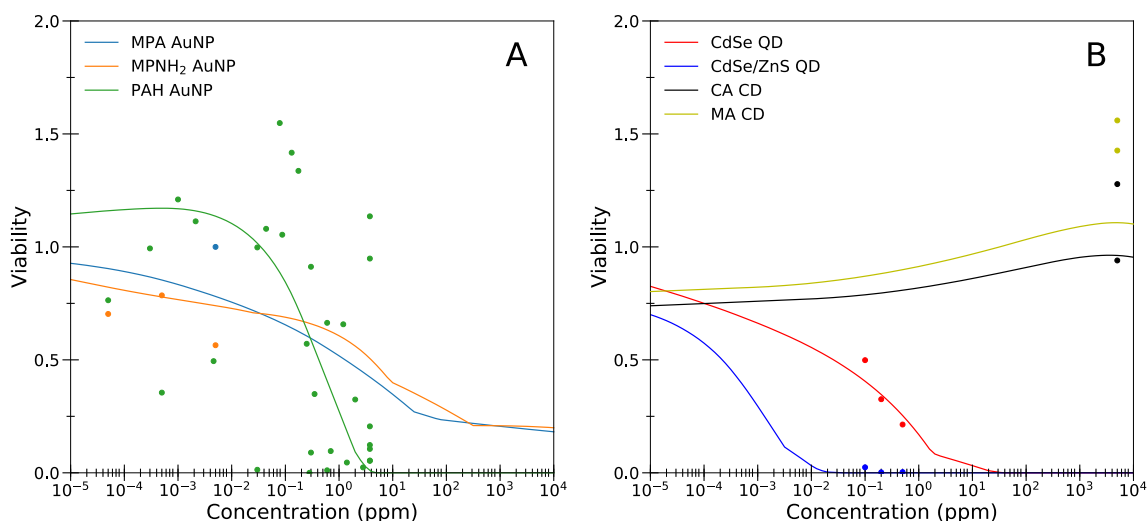 2.0
1.5
1.0
0.5
0.0
Viability
MPA AuNP
MPNH₂ AuNP
PAH AuNP
A
10⁻⁵ 10⁻⁴ 10⁻³ 10⁻² 10⁻¹ 10⁰ 10¹ 10² 10³ 10⁴
Concentration (ppm)
2.0
1.5
1.0
0.5
0.0
Viability
CdSe QD
CdSe/ZnS QD
CA CD
MA CD
B
10⁻⁵ 10⁻⁴ 10⁻³ 10⁻² 10⁻¹ 10⁰ 10¹ 10² 10³ 10⁴
Concentration (ppm)